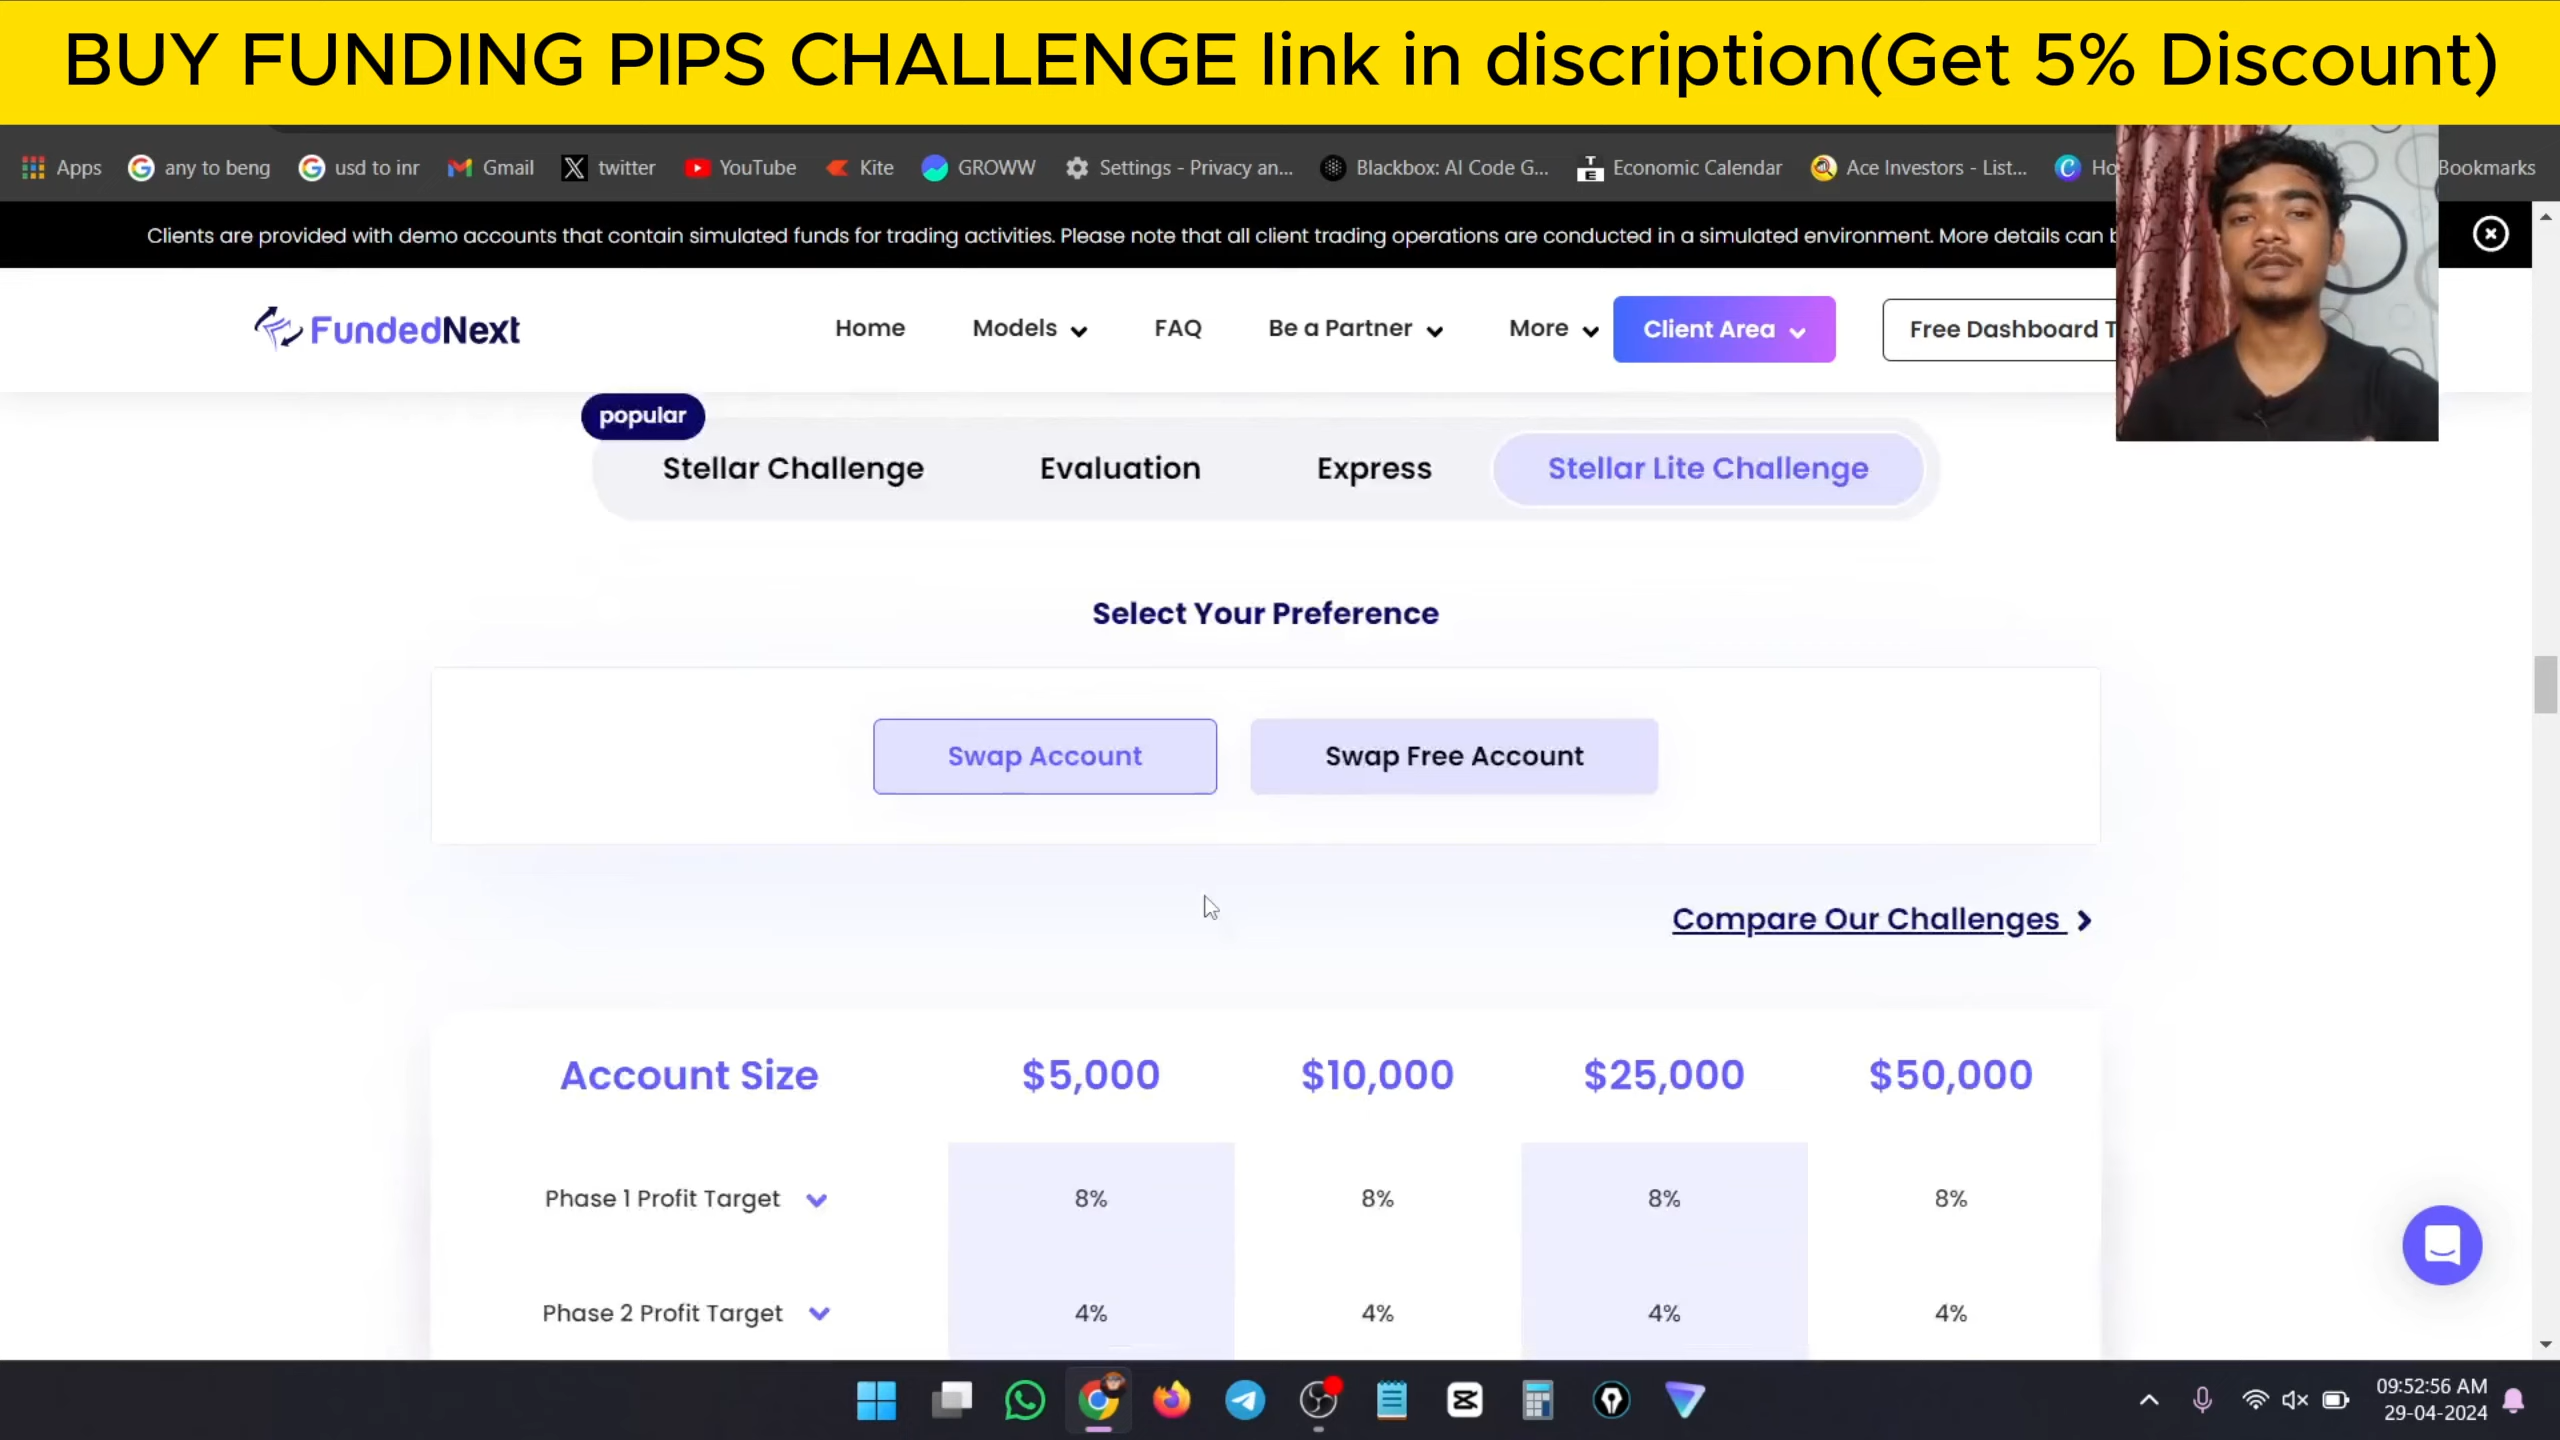 BUY FUNDING PIPS CHALLENGE link in discription(Get 5% Discount)
Apps any to beng usd to inr Gmail twitter YouTube Kite GROWW Settings - Privacy an... Blackbox: AI Code G... Economic Calendar Ace Investors - List... Ho Bookmarks
Clients are provided with demo accounts that contain simulated funds for trading activities. Please note that all client trading operations are conducted in a simulated environment. More details can b
FundedNext Home Models FAQ Be a Partner More Client Area Free Dashboard T
popular
Stellar Challenge Evaluation Express Stellar Lite Challenge
Select Your Preference
Swap Account Swap Free Account
Compare Our Challenges
Account Size $5,000 $10,000 $25,000 $50,000
Phase 1 Profit Target 8% 8% 8% 8%
Phase 2 Profit Target 4% 4% 4% 4%
09:52:56 AM
29-04-2024